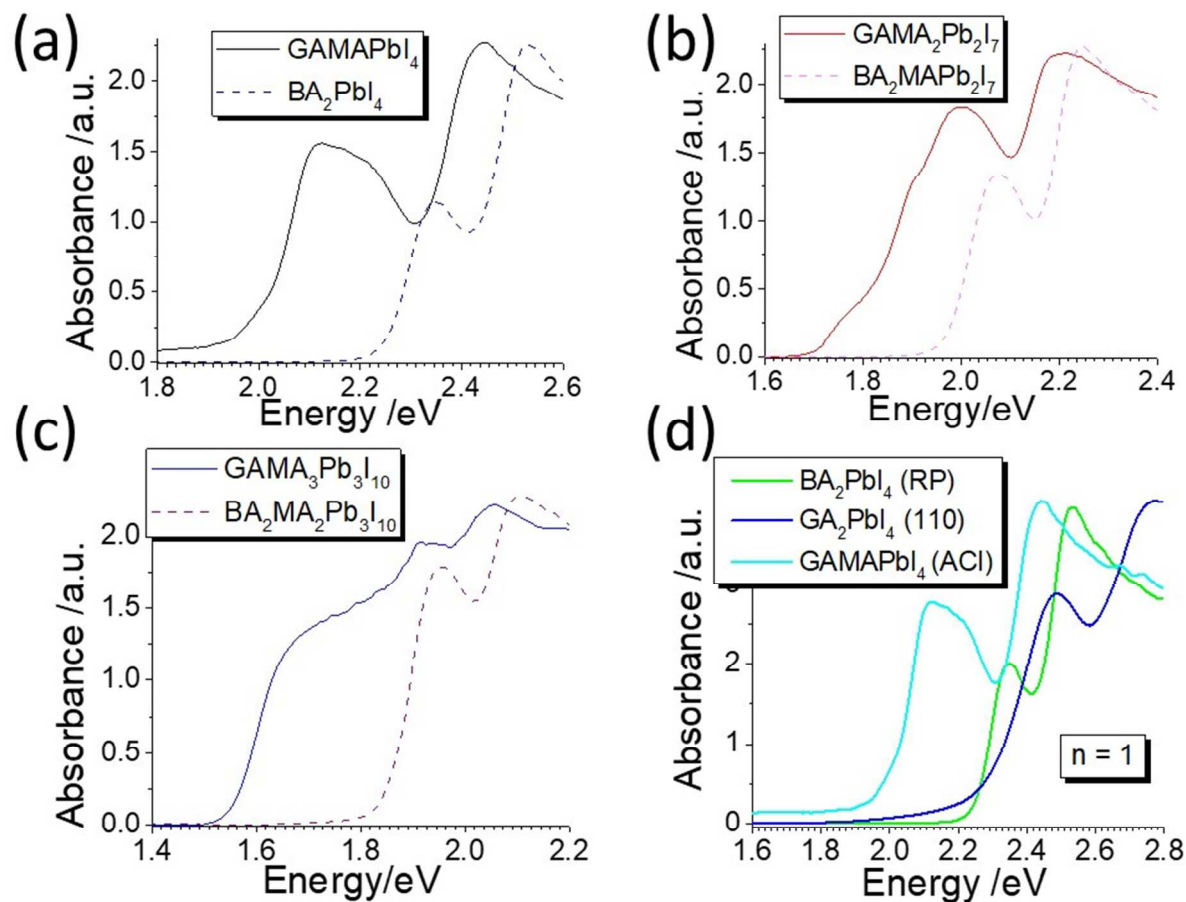 (a)
GAMAPbI₄
BA₂PbI₄
Absorbance /a.u.
2.0
1.5
1.0
0.5
0.0
1.8 2.0 2.2 2.4 2.6
Energy /eV
(b)
GAMA₂Pb₂I₇
BA₂MAPb₂I₇
Absorbance /a.u.
2.0
1.5
1.0
0.5
0.0
1.6 1.8 2.0 2.2 2.4
Energy/eV
(c)
GAMA₃Pb₃I₁₀
BA₂MA₂Pb₃I₁₀
Absorbance /a.u.
2.0
1.5
1.0
0.5
0.0
1.4 1.6 1.8 2.0 2.2
Energy/eV
(d)
BA₂PbI₄ (RP)
GA₂PbI₄ (110)
GAMAPbI₄ (ACI)
Absorbance /a.u.
2
1
0
n = 1
1.6 1.8 2.0 2.2 2.4 2.6 2.8
Energy/eV